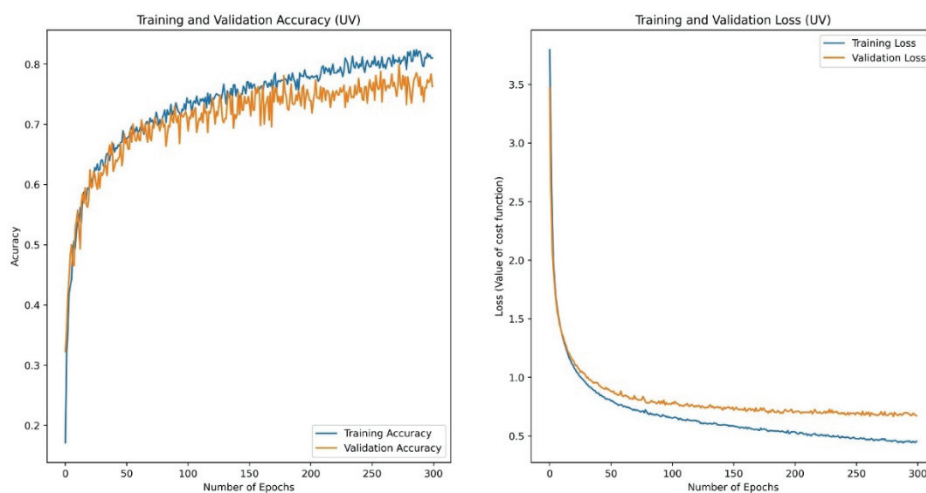 Training and Validation Accuracy (UV)
0.8
0.7
0.6
0.5
0.4
0.3
0.2
Acuracy
0
50
100
150
200
250
300
Number of Epochs
Training Accuracy
Validation Accuracy
Training and Validation Loss (UV)
Training Loss
Validation Loss
3.5
3.0
2.5
2.0
1.5
1.0
0.5
Loss (Value of cost function)
0
50
100
150
200
250
300
Number of Epochs